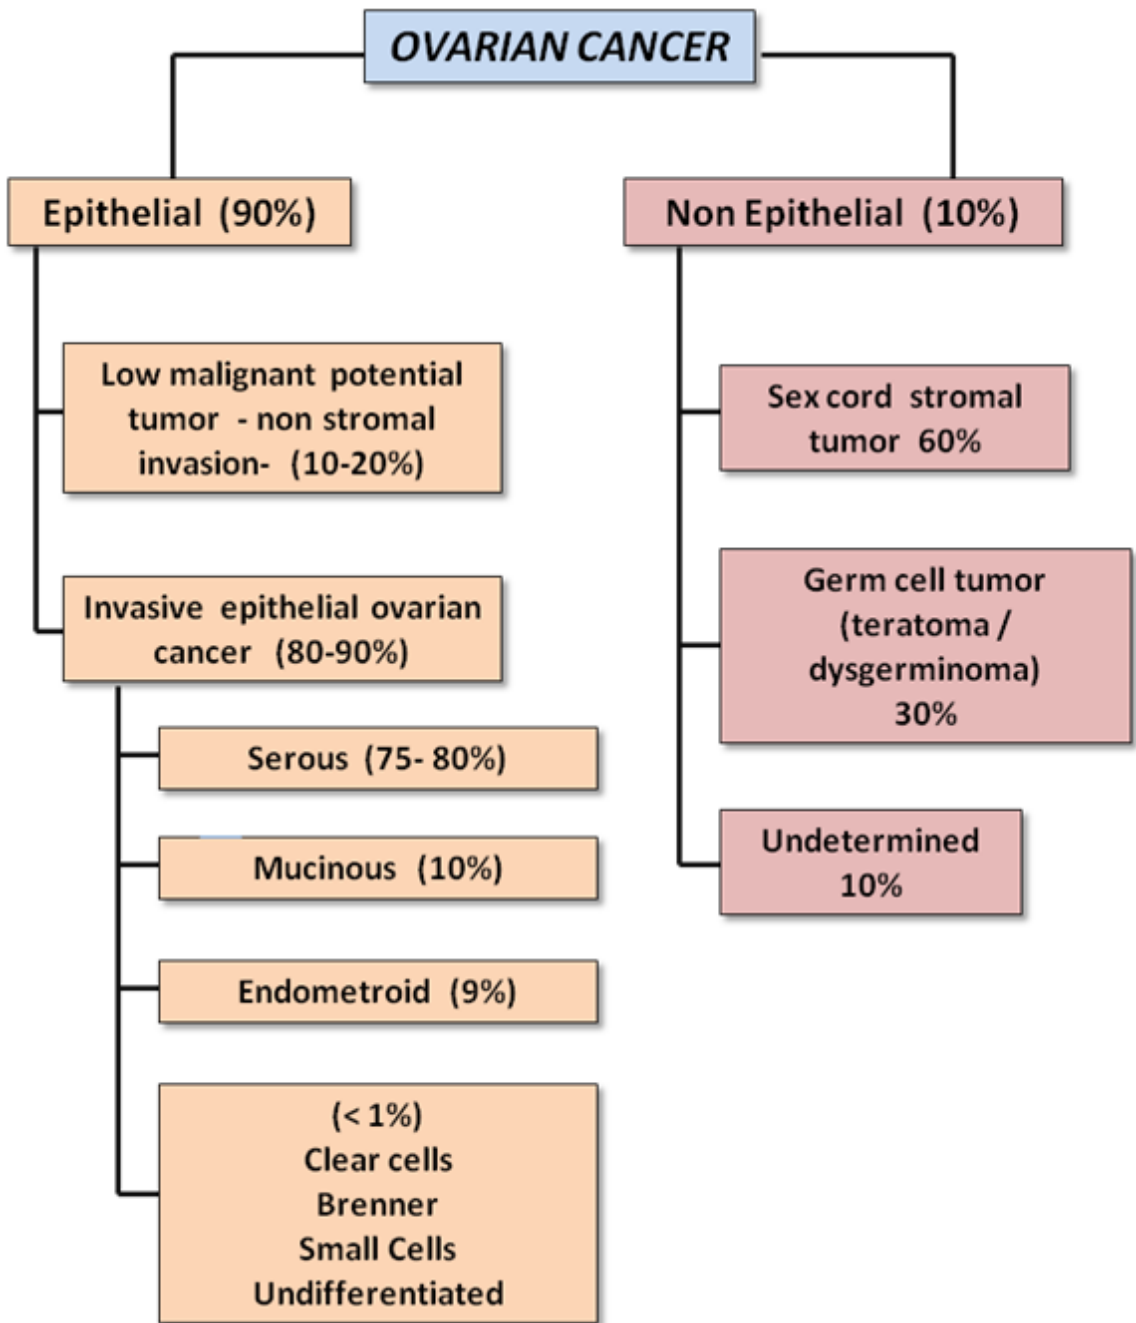 OVARIAN CANCER
Epithelial (90%)
Low malignant potential
tumor - non stromal
invasion- (10-20%)
Invasive epithelial ovarian
cancer (80-90%)
Serous (75- 80%)
Mucinous (10%)
Endometroid (9%)
(< 1%)
Clear cells
Brenner
Small Cells
Undifferentiated
Non Epithelial (10%)
Sex cord stromal
tumor 60%
Germ cell tumor
(teratoma /
dysgerminoma)
30%
Undetermined
10%